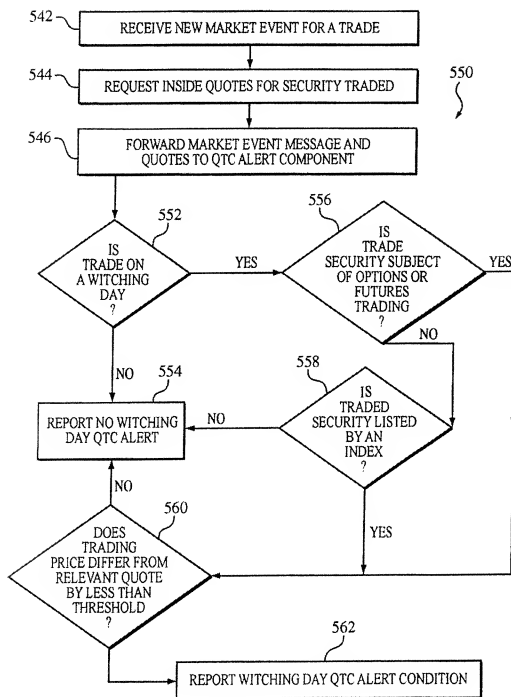 542
RECEIVE NEW MARKET EVENT FOR A TRADE
544
REQUEST INSIDE QUOTES FOR SECURITY TRADED
550
546
FORWARD MARKET EVENT MESSAGE AND
QUOTES TO QTC ALERT COMPONENT
552
IS
TRADE ON
A WITCHING
DAY
?
YES
556
IS
TRADE
SECURITY SUBJECT
OF OPTIONS OR
FUTURES
TRADING
?
YES
NO
NO
554
REPORT NO WITCHING
DAY QTC ALERT
NO
558
IS
TRADED
SECURITY LISTED
BY AN
INDEX
?
YES
NO
560
DOES
TRADING
PRICE DIFFER FROM
RELEVANT QUOTE
BY LESS THAN
THRESHOLD
?
562
REPORT WITCHING DAY QTC ALERT CONDITION